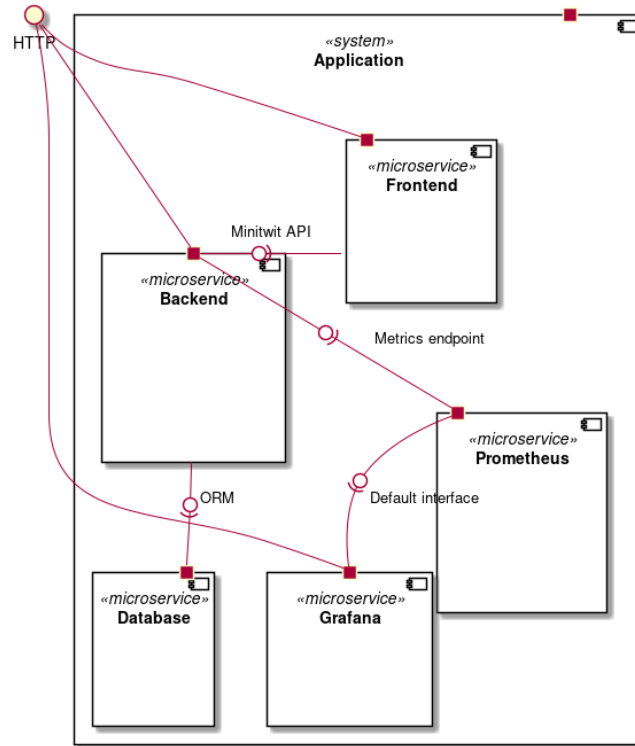 HTTP
«system»
Application
«microservice»
Frontend
Minitwit API
«microservice»
Backend
Metrics endpoint
«microservice»
Prometheus
ORM
Default interface
«microservice»
Database
«microservice»
Grafana